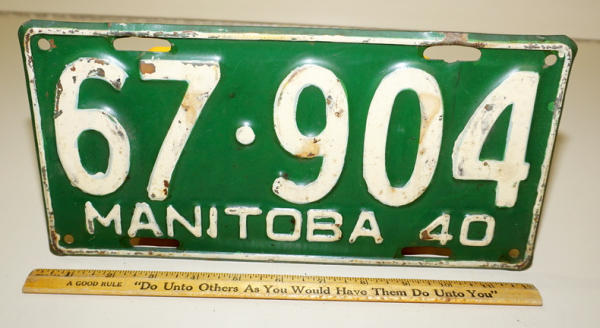 67·904
MANITOBA 40
A GOOD RULE "Do Unto Others As You Would Have Them Do Unto You"